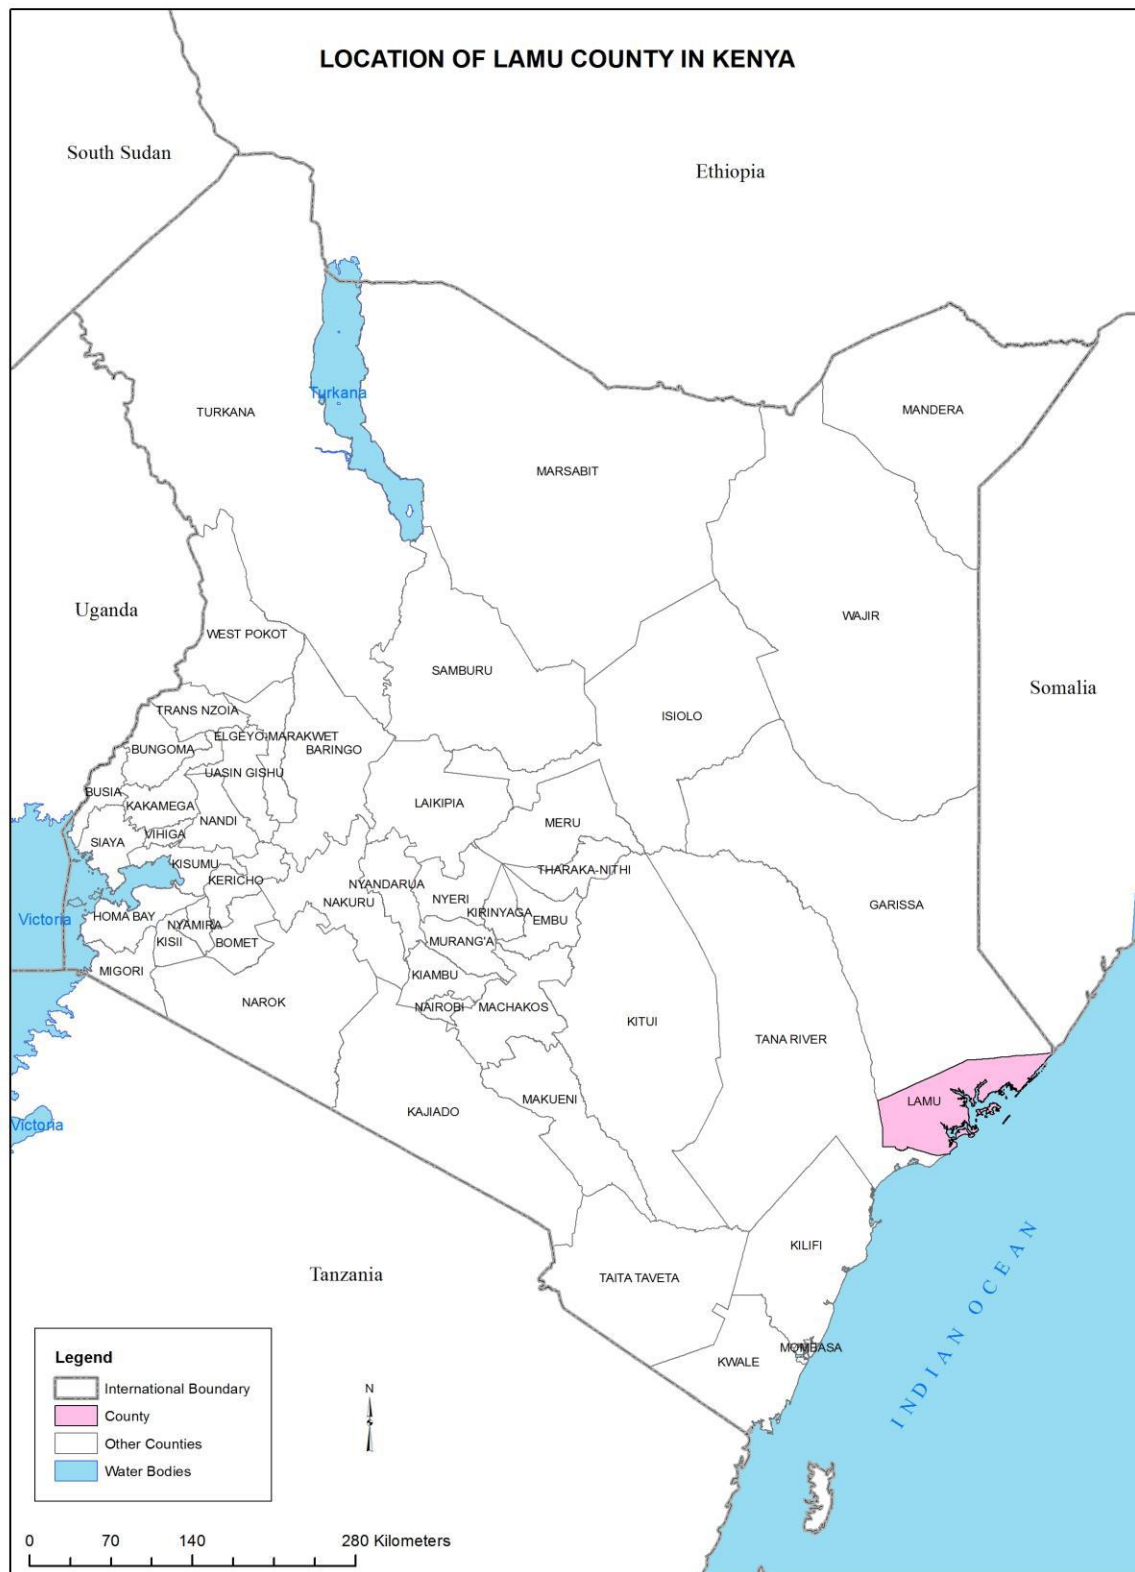 LOCATION OF LAMU COUNTY IN KENYA
South Sudan
Ethiopia
Turkana
TURKANA
MANDERA
MARSABIT
Uganda
WAJIR
WEST POKOT
SAMBURU
Somalia
TRANS NZOIA
ISIOLO
ELGEYO-MARAKWET
BUNGOMA
BARINGO
UASIN GISHU
BUSIA
KAKAMEGA
LAIKIPIA
NANDI
MERU
VIHIGA
SIAYA
KISUMU
THARAKA-NITHI
KERICHO
NYANDARUA
NYERI
NAKURU
GARISSA
KIRINYAGA
HOMA BAY
Victoria
EMBU
NYAMIRA
KISII
BOMET
MURANG'A
MIGORI
KIAMBU
NAROK
NAIROBI
MACHAKOS
KITUI
TANA RIVER
MAKUENI
LAMU
KAJIADO
Victoria
KILIFI
Tanzania
TAITA TAVETA
INDIAN OCEAN
MOMBASA
KWALE
Legend
International Boundary
County
Other Counties
Water Bodies
N
0 70 140 280 Kilometers